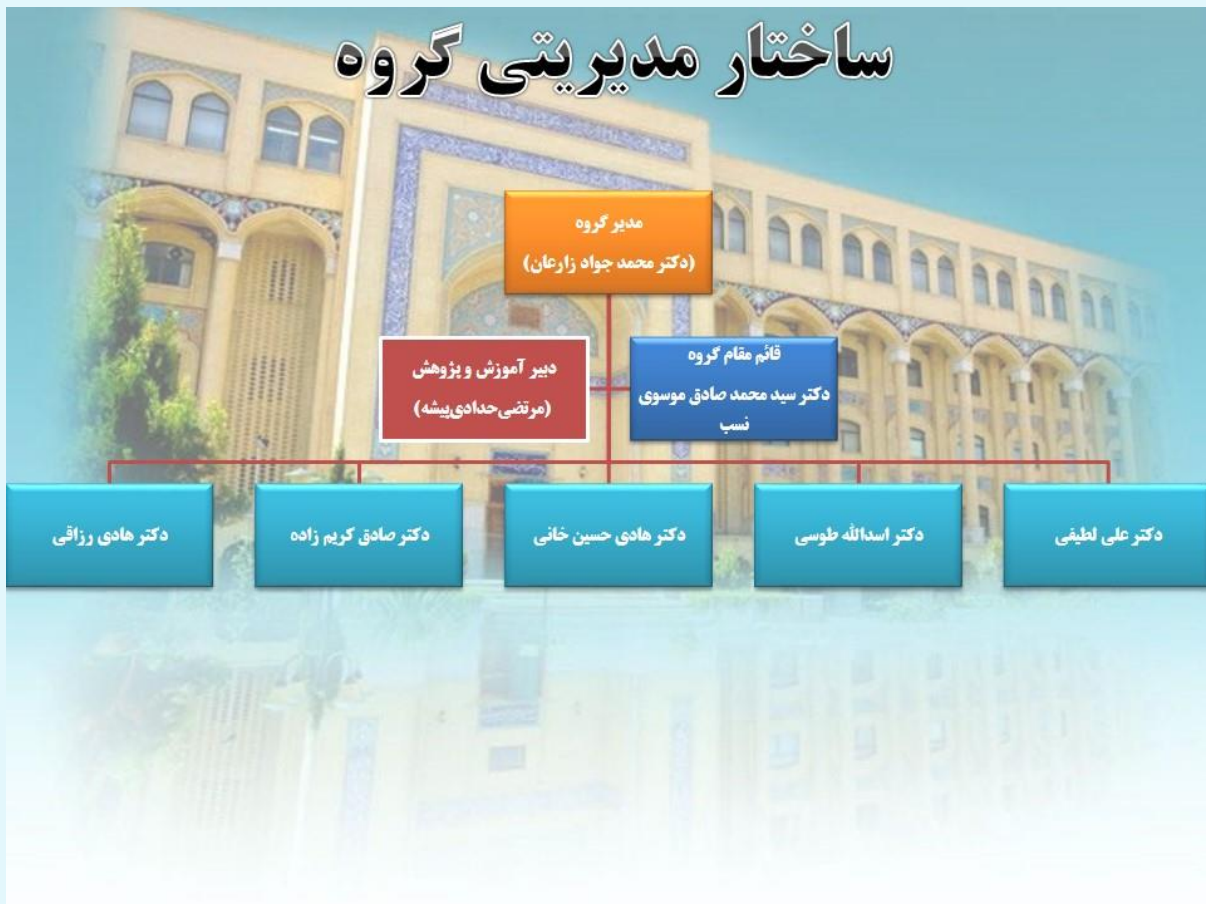 ساختار مدیریتی گروه
مدیر گروه
(دکتر محمد جواد زارعان)
قائم مقام گروه
دکتر سید محمد صادق موسوی
نسب
دبیر آموزش و پژوهش
(مرتضی‌حدادی‌پیشه)
دکتر علی لطیفی
دکتر اسدالله طوسی
دکتر هادی حسین خانی
دکتر صادق کریم زاده
دکتر هادی رزاقی